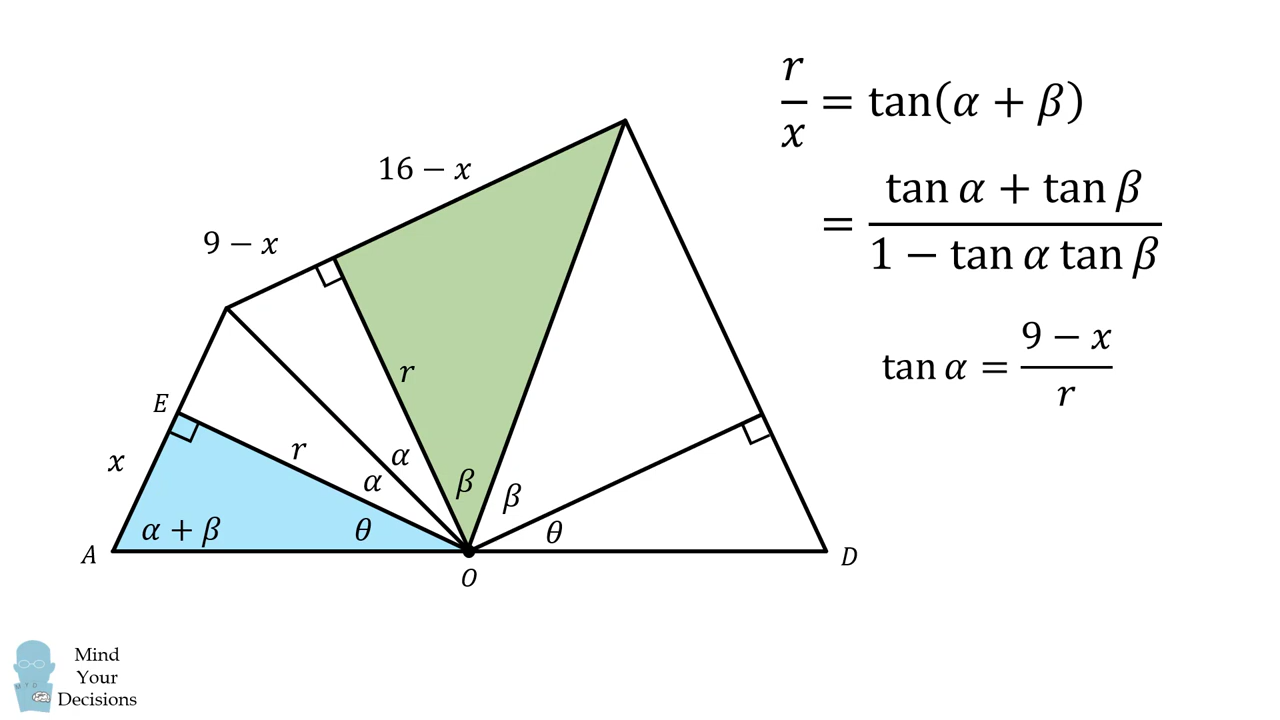 r/x = tan(α + β)
= (tan α + tan β)/(1 − tan α tan β)
tan α = (9 − x)/r
16 − x
9 − x
r
E
r
α
x
α
β
β
α + β
θ
θ
A
D
O
Mind
Your
Decisions